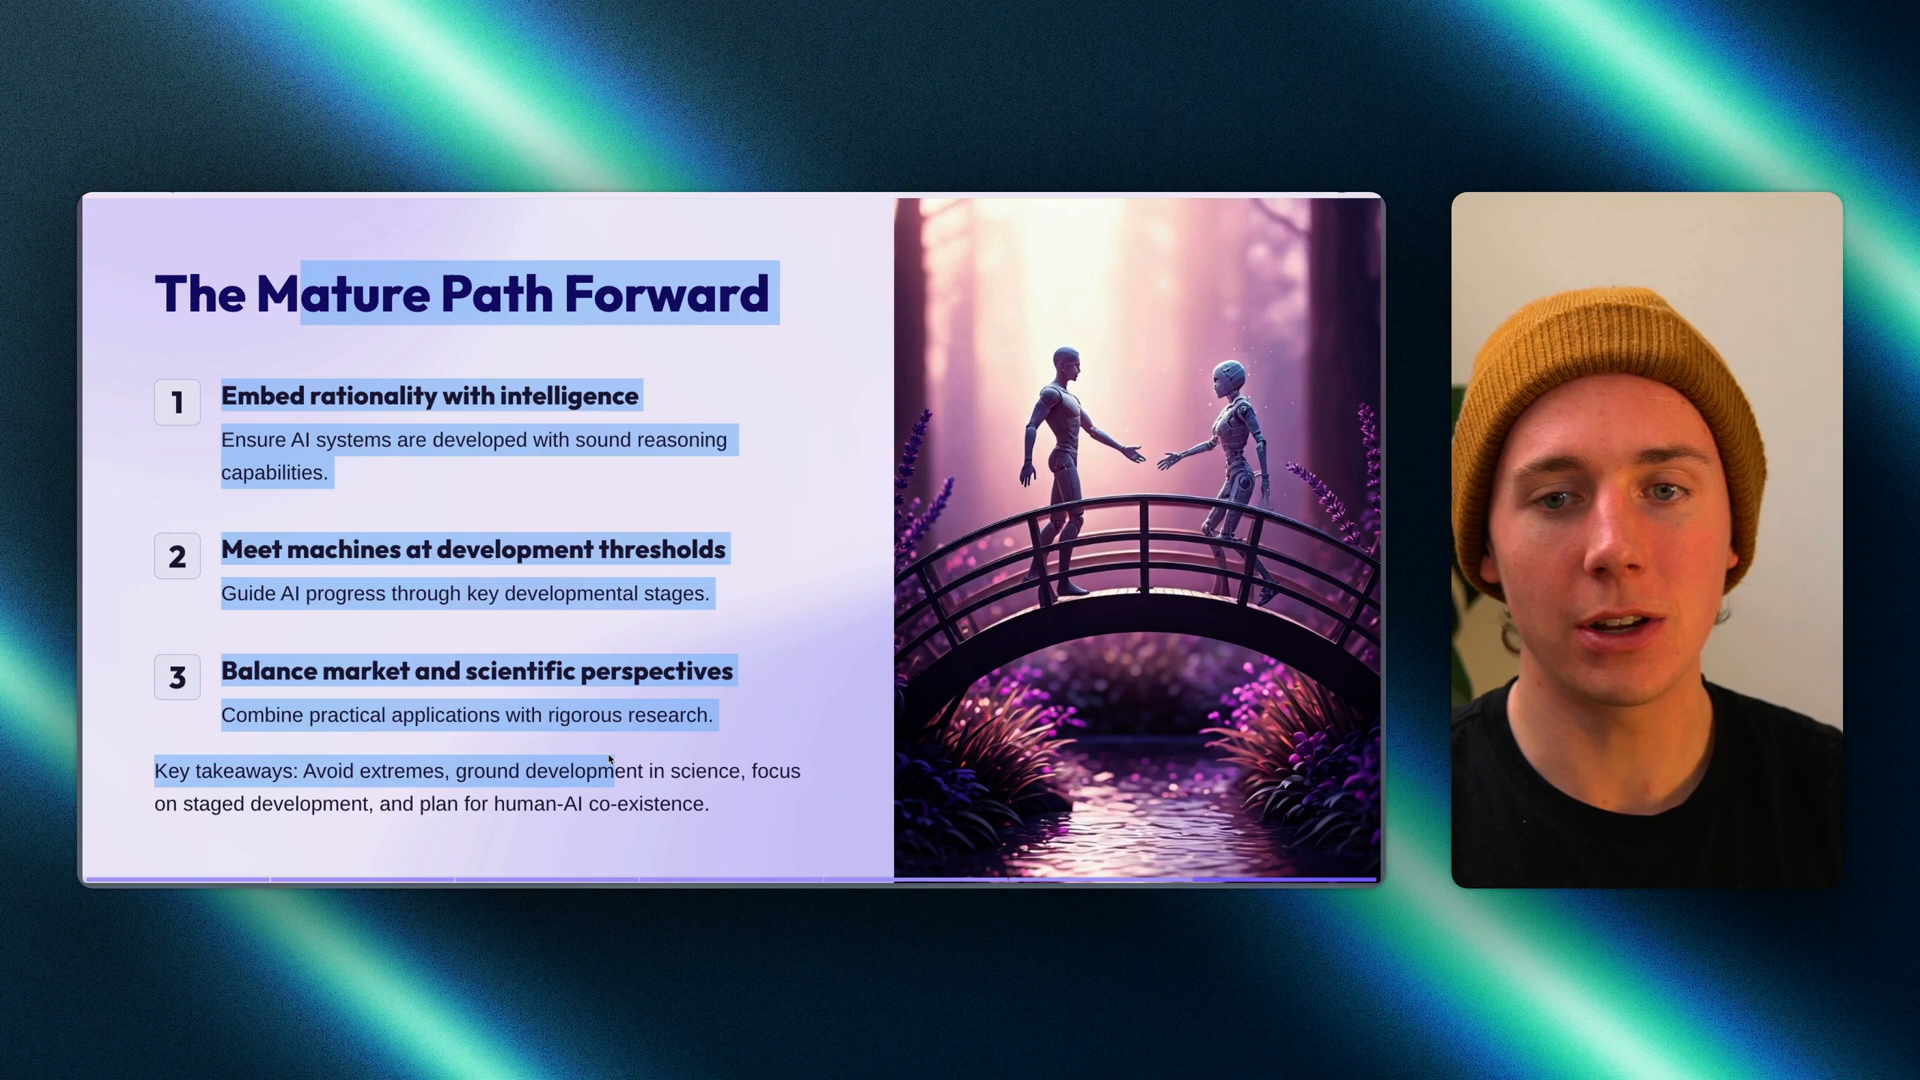 The Mature Path Forward
1
Embed rationality with intelligence
Ensure AI systems are developed with sound reasoning
capabilities.
2
Meet machines at development thresholds
Guide AI progress through key developmental stages.
3
Balance market and scientific perspectives
Combine practical applications with rigorous research.
Key takeaways: Avoid extremes, ground development in science, focus
on staged development, and plan for human-AI co-existence.